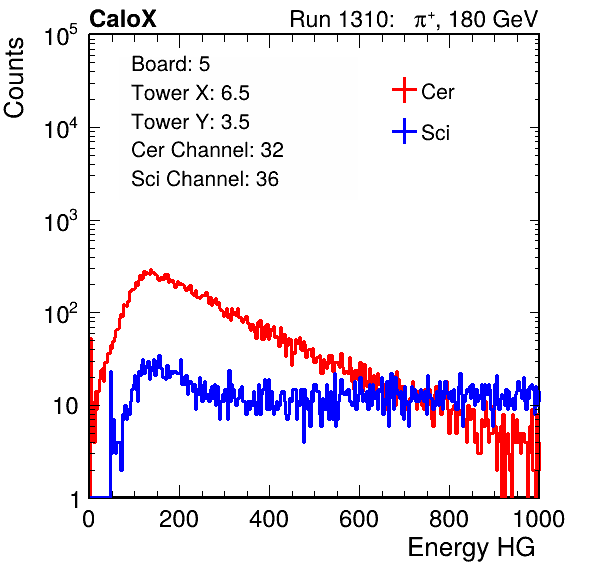 CaloX Run 1310: π⁺, 180 GeV
Counts
10⁵
10⁴
10³
10²
10
1
Board: 5
Tower X: 6.5
Tower Y: 3.5
Cer Channel: 32
Sci Channel: 36
Cer
Sci
0 200 400 600 800 1000
Energy HG